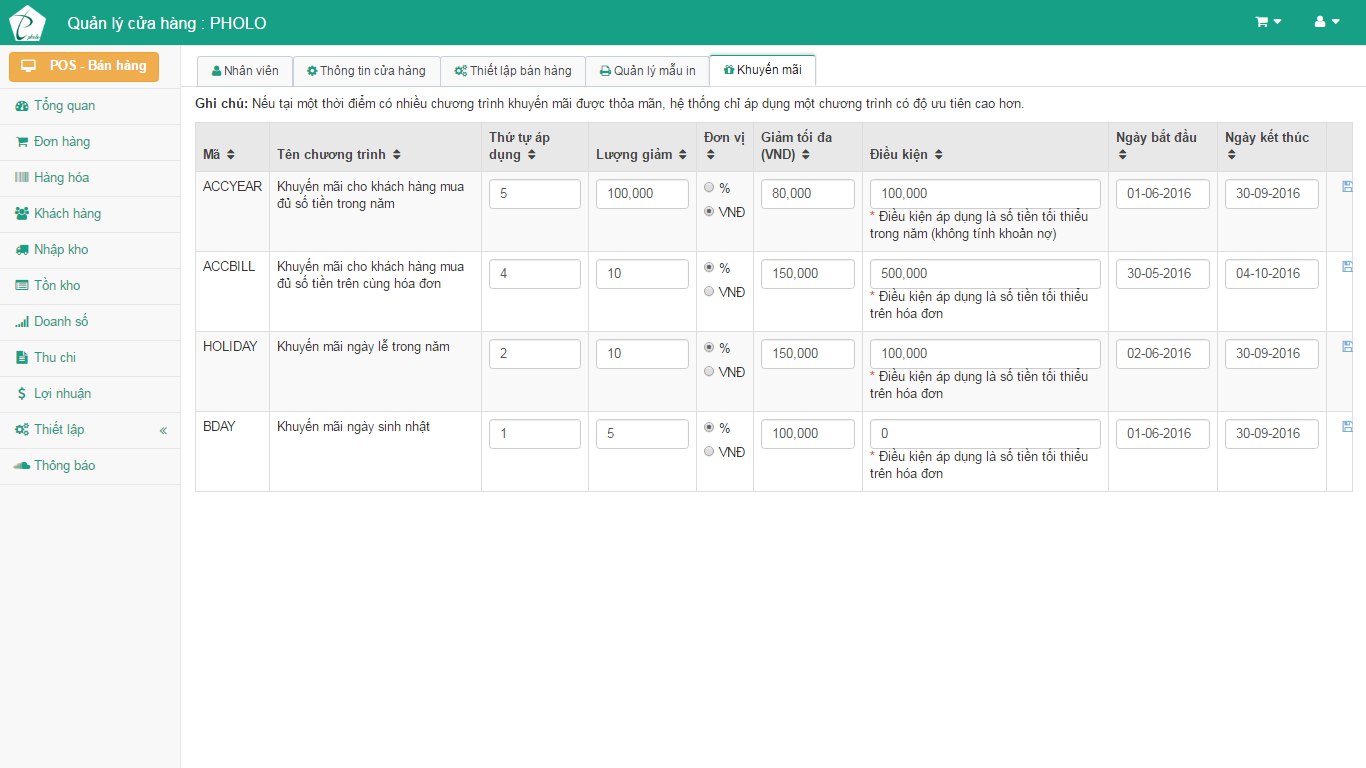 pholo
Quản lý cửa hàng : PHOLO
POS - Bán hàng
Tổng quan
Đơn hàng
Hàng hóa
Khách hàng
Nhập kho
Tồn kho
Doanh số
Thu chi
Lợi nhuận
Thiết lập «
Thông báo
Nhân viên
Thông tin cửa hàng
Thiết lập bán hàng
Quản lý mẫu in
Khuyến mãi
Ghi chú: Nếu tại một thời điểm có nhiều chương trình khuyến mãi được thỏa mãn, hệ thống chỉ áp dụng một chương trình có độ ưu tiên cao hơn.
Mã
Tên chương trình
Thứ tự áp
dụng
Lượng giảm
Đơn vị
Giảm tối đa
(VND)
Điều kiện
Ngày bắt đầu
Ngày kết thúc
ACCYEAR
Khuyến mãi cho khách hàng mua
đủ số tiền trong năm
5
100,000
%
VNĐ
80,000
100,000
* Điều kiện áp dụng là số tiền tối thiểu
trong năm (không tính khoản nợ)
01-06-2016
30-09-2016
ACCBILL
Khuyến mãi cho khách hàng mua
đủ số tiền trên cùng hóa đơn
4
10
%
VNĐ
150,000
500,000
* Điều kiện áp dụng là số tiền tối thiểu
trên hóa đơn
30-05-2016
04-10-2016
HOLIDAY
Khuyến mãi ngày lễ trong năm
2
10
%
VNĐ
150,000
100,000
* Điều kiện áp dụng là số tiền tối thiểu
trên hóa đơn
02-06-2016
30-09-2016
BDAY
Khuyến mãi ngày sinh nhật
1
5
%
VNĐ
100,000
0
* Điều kiện áp dụng là số tiền tối thiểu
trên hóa đơn
01-06-2016
30-09-2016